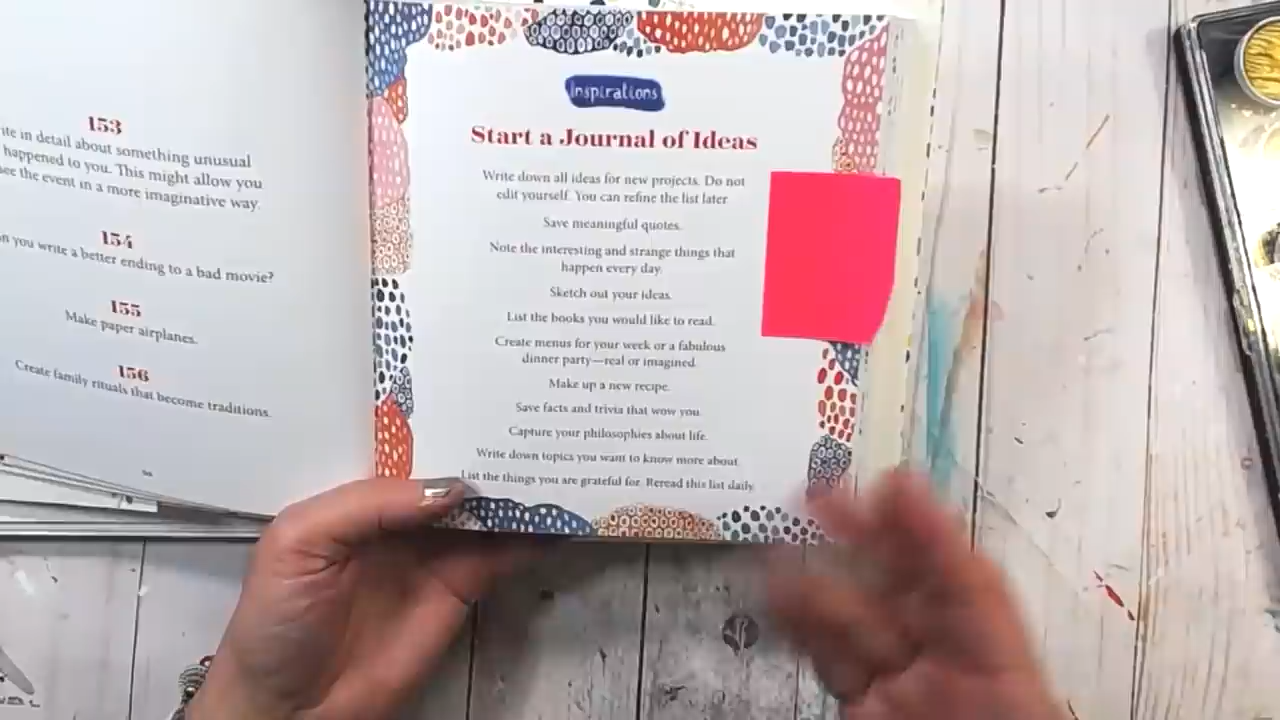 153
ite in detail about something unusual
happened to you. This might allow you
ee the event in a more imaginative way.
154
n you write a better ending to a bad movie?
155
Make paper airplanes.
156
Create family rituals that become traditions.
Inspirations
Start a Journal of Ideas
Write down all ideas for new projects. Do not
edit yourself. You can refine the list later
Save meaningful quotes.
Note the interesting and strange things that
happen every day.
Sketch out your ideas.
List the books you would like to read.
Create menus for your week or a fabulous
dinner party—real or imagined.
Make up a new recipe.
Save facts and trivia that wow you.
Capture your philosophies about life.
Write down topics you want to know more about
List the things you are grateful for. Reread this list daily.